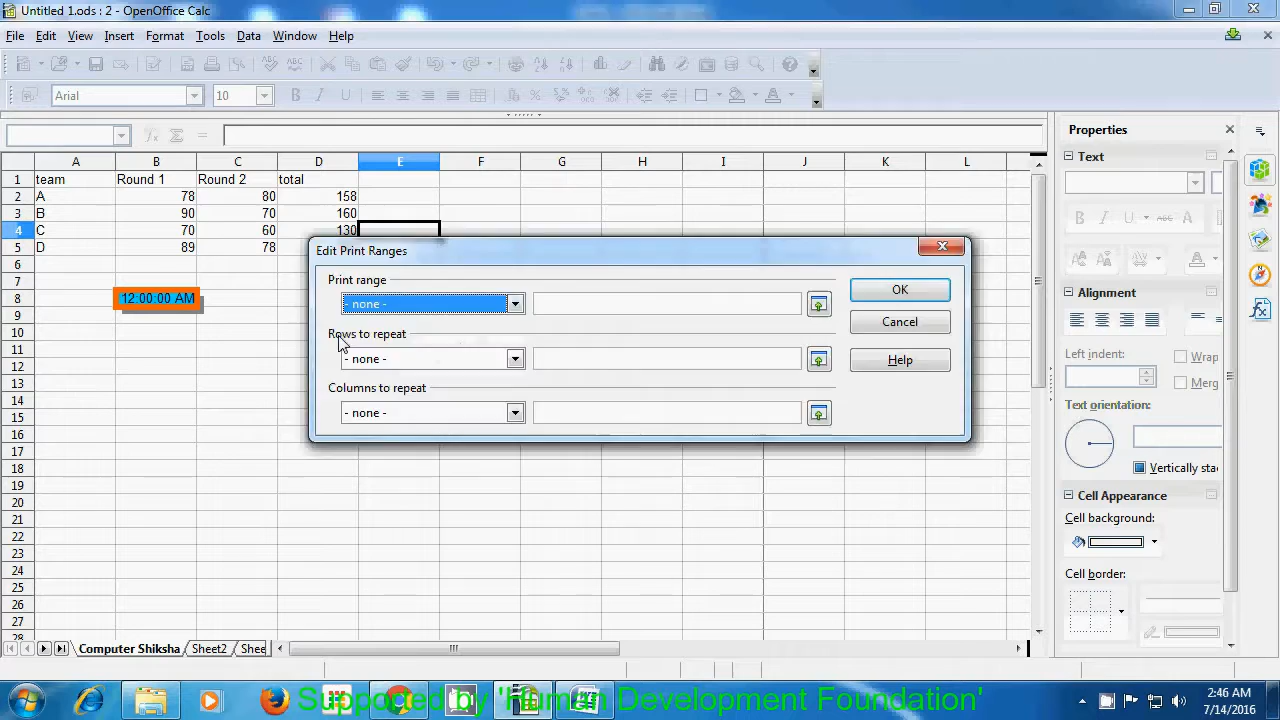 Untitled 1.ods : 2 - OpenOffice Calc
File Edit View Insert Format Tools Data Window Help
Arial 10
Properties
A B C D E F G H I J K L
Text
1 team Round 1 Round 2 total
2 A 78 80 158
3 B 90 70 160
4 C 70 60 130
5 D 89 78
6
7
8 12:00:00 AM
9
10
11
12
13
14
15
16
17
18
19
20
21
22
23
24
25
26
27
28
Edit Print Ranges
Print range
- none -
OK
Rows to repeat
Cancel
- none -
Help
Columns to repeat
- none -
Alignment
Left indent:
Wrap
Merg
Text orientation:
Vertically sta
Cell Appearance
Cell background:
Cell border:
Computer Shiksha Sheet2 Shee
Supported by 'Human Development Foundation'
2:46 AM
7/14/2016